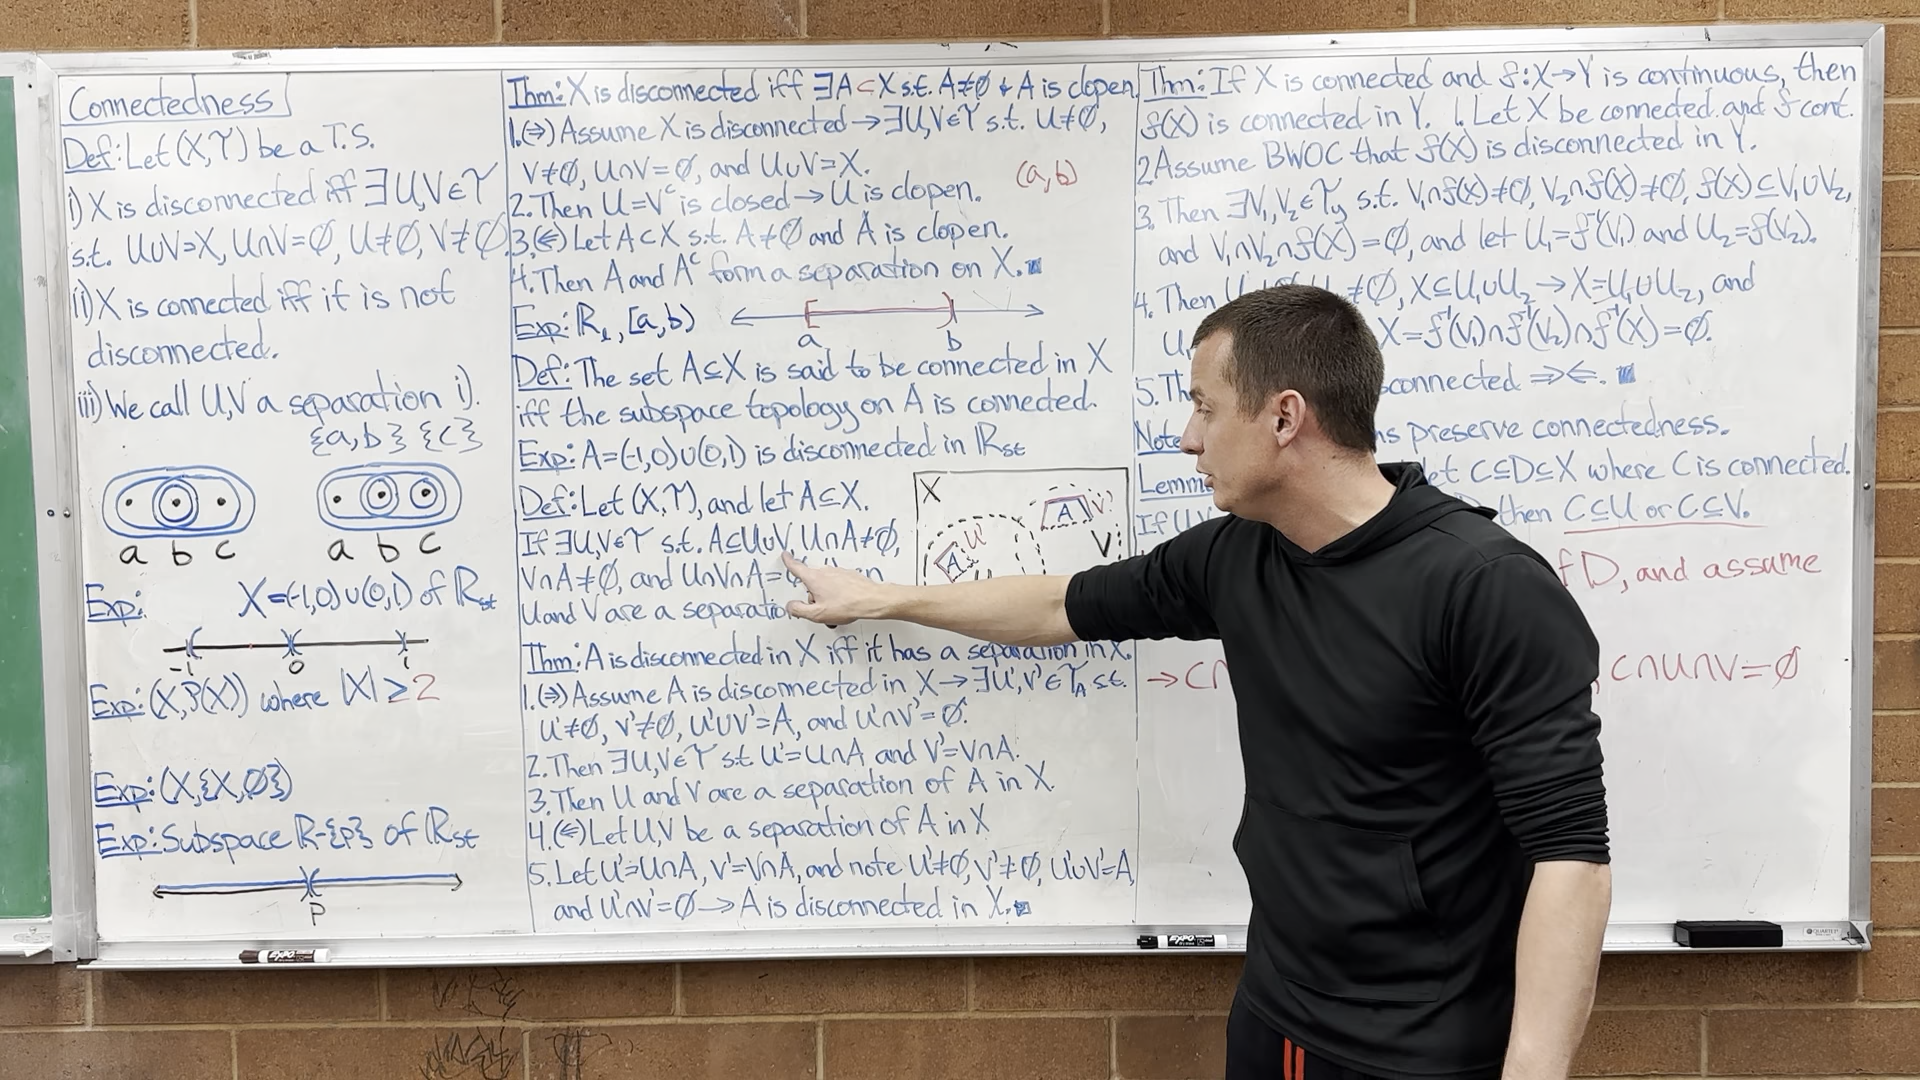 Connectedness
Def: Let (X,𝒯) be a T.S.
i) X is disconnected iff ∃U,V∈𝒯
s.t. U∪V=X, U∩V=∅, U≠∅, V≠∅.
ii) X is connected iff it is not
disconnected.
iii) We call U,V a separation i).
{a,b} {c}
a b c
a b c
Exp: X=(-1,0)∪(0,1) of ℝst
-1 0 1
Exp: (X,P(X)) where |X| ≥2
Exp: (X,{X,∅})
Exp: Subspace ℝ-{p} of ℝst
P
Thm: X is disconnected iff ∃A⊂X s.t. A≠∅ + A is clopen.
1.(⇒) Assume X is disconnected → ∃U,V∈𝒯 s.t. U≠∅,
V≠∅, U∩V=∅, and U∪V=X.
(a,b)
2. Then U=Vᶜ is closed → U is clopen.
3.(⇐) Let A⊂X s.t. A≠∅ and A is clopen.
4. Then A and Aᶜ form a separation on X.
Exp: ℝℓ, [a,b)
a b
Def: The set A⊆X is said to be connected in X
iff the subspace topology on A is connected.
Exp: A=(-1,0)∪(0,1) is disconnected in ℝst
Def: Let (X,𝒯), and let A⊆X.
If ∃U,V∈𝒯 s.t. A⊆U∪V, U∩A≠∅,
V∩A≠∅, and U∩V∩A=
U and V are a separatio
X
A V'
A U'
V
Thm: A is disconnected in X iff it has a separation in X.
1.(⇒) Assume A is disconnected in X → ∃U',V'∈𝒯A s.t.
U'≠∅, V'≠∅, U'∪V'=A, and U'∩V'=∅.
2. Then ∃U,V∈𝒯 s.t. U'=U∩A and V'=V∩A.
3. Then U and V are a separation of A in X.
4.(⇐) Let U,V be a separation of A in X
5. Let U'=U∩A, V'=V∩A, and note U'≠∅, V'≠∅, U'∪V'=A,
and U'∩V'=∅ → A is disconnected in X.
Thm: If X is connected and f:X→Y is continuous, then
f(X) is connected in Y. 1. Let X be connected and f cont.
2 Assume BWOC that f(X) is disconnected in Y.
3. Then ∃V₁,V₂∈𝒯y s.t. V₁∩f(X)≠∅, V₂∩f(X)≠∅, f(X)⊆V₁∪V₂,
and V₁∩V₂∩f(X)=∅, and let U₁=f⁻¹(V₁) and U₂=f⁻¹(V₂).
4. Then ≠∅, X⊆U₁∪U₂→X=U₁∪U₂, and
X=f⁻¹(V₁)∩f⁻¹(V₂)∩f⁻¹(X)=∅.
5. The connected ⇒⇐.
Note ns preserve connectedness.
Lemm et C⊆D⊆X where C is connected.
If U,V then C⊆U or C⊆V.
f D, and assume
→ C∩ , C∩U∩V=∅
EXPO
EXPO
QUARTET